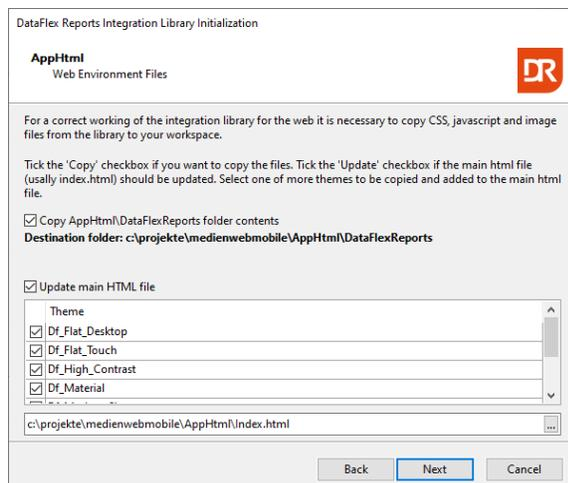 DataFlex Reports Integration Library Initialization
AppHtml
Web Environment Files
DR
For a correct working of the integration library for the web it is necessary to copy CSS, javascript and image
files from the library to your workspace.
Tick the 'Copy' checkbox if you want to copy the files. Tick the 'Update' checkbox if the main html file
(usally index.html) should be updated. Select one of more themes to be copied and added to the main html
file.
Copy AppHtml\DataFlexReports folder contents
Destination folder: c:\projekte\medienwebmobile\AppHtml\DataFlexReports
Update main HTML file
Theme
Df_Flat_Desktop
Df_Flat_Touch
Df_High_Contrast
Df_Material
c:\projekte\medienwebmobile\AppHtml\Index.html
...
Back Next Cancel